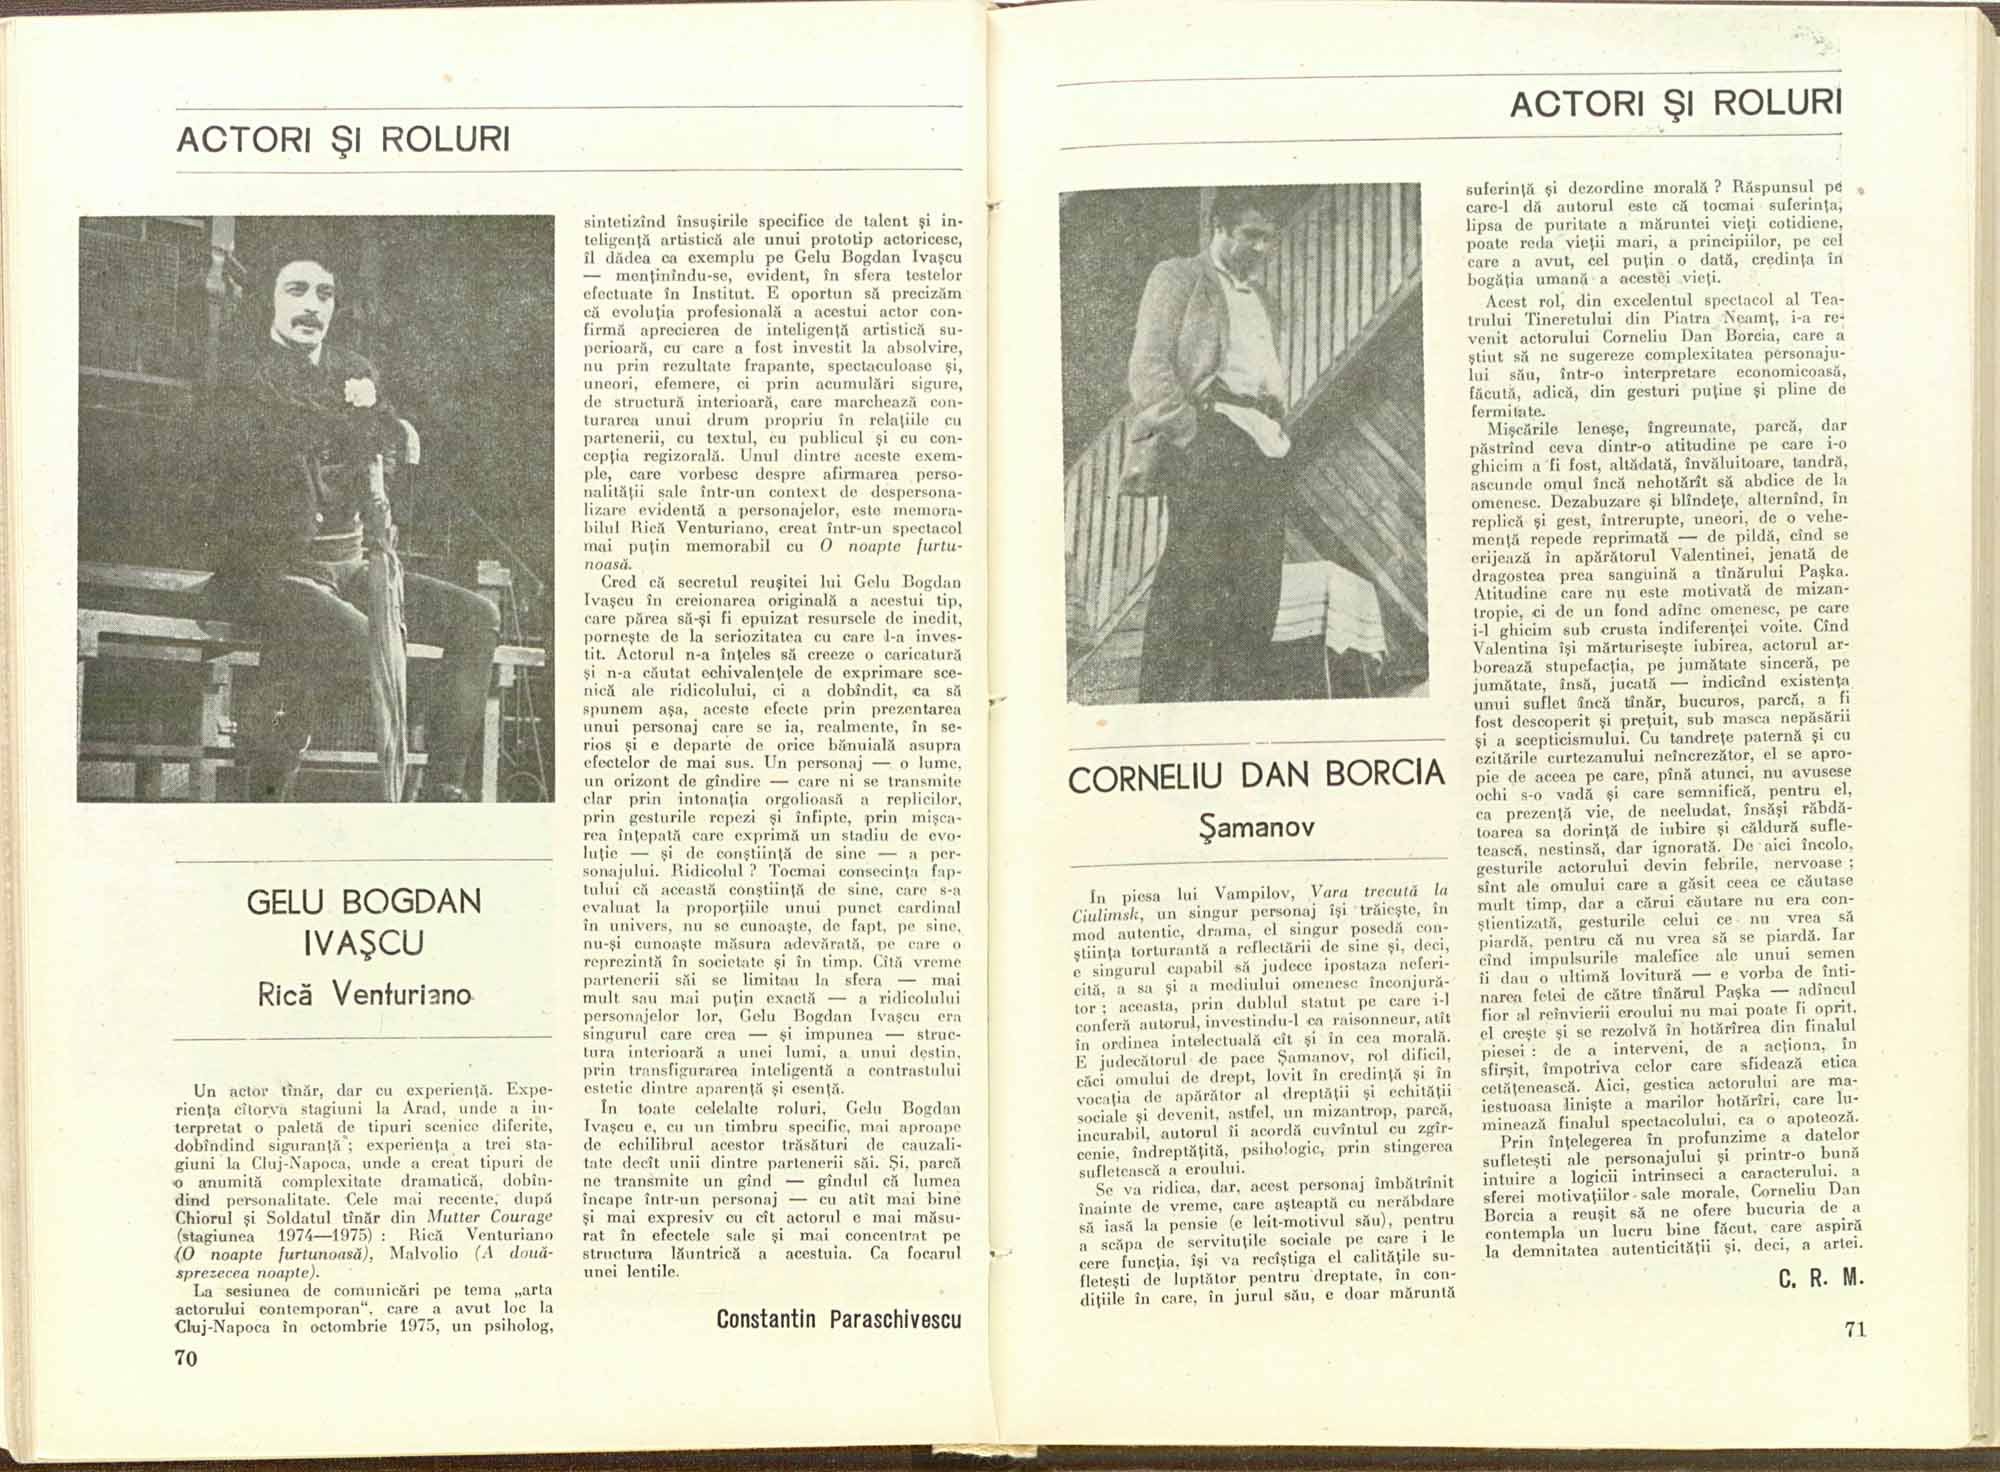 ACTORI ŞI ROLURI
GELU BOGDAN
IVAŞCU
Rică Venturiano
Un actor tînăr, dar cu experienţă. Expe-
rienţa cîtorva stagiuni la Arad, unde a in-
terpretat o paletă de tipuri scenice diferite,
dobîndind siguranţă ; experienţa a trei sta-
giuni la Cluj-Napoca, unde a creat tipuri de
o anumită complexitate dramatică, dobîn-
dind personalitate. Cele mai recente, după
Chiorul şi Soldatul tînăr din Mutter Courage
(stagiunea 1974—1975) : Rică Venturiano
(O noapte furtunoasă), Malvolio (A două-
sprezecea noapte).
La sesiunea de comunicări pe tema „arta
actorului contemporan“, care a avut loc la
Cluj-Napoca în octombrie 1975, un psiholog,
70
sintetizînd însuşirile specifice de talent şi in-
teligenţă artistică ale unui prototip actoricesc,
îl dădea ca exemplu pe Gelu Bogdan Ivaşcu
— menţinîndu-se, evident, în sfera testelor
efectuate în Institut. E oportun să precizăm
că evoluţia profesională a acestui actor con-
firmă aprecierea de inteligenţă artistică su-
perioară, cu care a fost investit la absolvire,
nu prin rezultate frapante, spectaculoase şi,
uneori, efemere, ci prin acumulări sigure,
de structură interioară, care marchează con-
turarea unui drum propriu în relaţiile cu
partenerii, cu textul, cu publicul şi cu con-
cepţia regizorală. Unul dintre aceste exem-
ple, care vorbesc despre afirmarea perso-
nalităţii sale într-un context de despersona-
lizare evidentă a personajelor, este memora-
bilul Rică Venturiano, creat într-un spectacol
mai puţin memorabil cu O noapte furtu-
noasă.
Cred că secretul reuşitei lui Gelu Bogdan
Ivaşcu în creionarea originală a acestui tip,
care părea să-şi fi epuizat resursele de inedit,
porneşte de la seriozitatea cu care l-a inves-
tit. Actorul n-a înţeles să creeze o caricatură
şi n-a căutat echivalenţele de exprimare sce-
nică ale ridicolului, ci a dobîndit, ca să
spunem aşa, aceste efecte prin prezentarea
unui personaj care se ia, realmente, în se-
rios şi e departe de orice bănuială asupra
efectelor de mai sus. Un personaj — o lume,
un orizont de gîndire — care ni se transmite
clar prin intonaţia orgolioasă a replicilor,
prin gesturile repezi şi înfipte, prin mişca-
rea înţepată care exprimă un stadiu de evo-
luţie — şi de conştiinţă de sine — a per-
sonajului. Ridicolul ? Tocmai consecinţa fap-
tului că această conştiinţă de sine, care s-a
evaluat la proporţiile unui punct cardinal
în univers, nu se cunoaşte, de fapt, pe sine,
nu-şi cunoaşte măsura adevărată, pe care o
reprezintă în societate şi în timp. Cîtă vreme
partenerii săi se limitau la sfera — mai
mult sau mai puţin exactă — a ridicolului
personajelor lor, Gelu Bogdan Ivaşcu era
singurul care crea — şi impunea — struc-
tura interioară a unei lumi, a unui destin,
prin transfigurarea inteligentă a contrastului
estetic dintre aparenţă şi esenţă.
În toate celelalte roluri, Gelu Bogdan
Ivaşcu e, cu un timbru specific, mai aproape
de echilibrul acestor trăsături de cauzali-
tate decît unii dintre partenerii săi. Şi, parcă
ne transmite un gînd — gîndul că lumea
încape într-un personaj — cu atît mai bine
şi mai expresiv cu cît actorul e mai măsu-
rat în efectele sale şi mai concentrat pe
structura lăuntrică a acestuia. Ca focarul
unei lentile.
Constantin Paraschivescu
ACTORI ŞI ROLURI
CORNELIU DAN BORCIA
Şamanov
În piesa lui Vampilov, Vara trecută la
Ciulimsk, un singur personaj îşi trăieşte, în
mod autentic, drama, el singur posedă con-
ştiinţa torturantă a reflectării de sine şi, deci,
e singurul capabil să judece ipostaza neferi-
cită, a sa şi a mediului omenesc înconjură-
tor ; aceasta, prin dublul statut pe care i-l
conferă autorul, investindu-l ca raisonneur, atît
în ordinea intelectuală cît şi în cea morală.
E judecătorul de pace Şamanov, rol dificil,
căci omului de drept, lovit în credinţă şi în
vocaţia de apărător al dreptăţii şi echităţii
sociale şi devenit, astfel, un mizantrop, parcă,
incurabil, autorul îi acordă cuvîntul cu zgîr-
cenie, îndreptăţită, psihologic, prin stingerea
sufletească a eroului.
Se va ridica, dar, acest personaj îmbătrînit
înainte de vreme, care aşteaptă cu nerăbdare
să iasă la pensie (e leit-motivul său), pentru
a scăpa de servituţile sociale pe care i le
cere funcţia, îşi va recîştiga el calităţile su-
fleteşti de luptător pentru dreptate, în con-
diţiile în care, în jurul său, e doar măruntă
suferinţă şi dezordine morală ? Răspunsul pe
care-l dă autorul este că tocmai suferinţa,
lipsa de puritate a măruntei vieţi cotidiene,
poate reda vieţii mari, a principiilor, pe cel
care a avut, cel puţin o dată, credinţa în
bogăţia umană a acestei vieţi.
Acest rol, din excelentul spectacol al Tea-
trului Tineretului din Piatra Neamţ, i-a re-
venit actorului Corneliu Dan Borcia, care a
ştiut să ne sugereze complexitatea personaju-
lui său, într-o interpretare economicoasă,
făcută, adică, din gesturi puţine şi pline de
fermitate.
Mişcările leneşe, îngreunate, parcă, dar
păstrînd ceva dintr-o atitudine pe care i-o
ghicim a fi fost, altădată, învăluitoare, tandră,
ascunde omul încă nehotărît să abdice de la
omenesc. Dezabuzare şi blîndeţe, alternînd, în
replică şi gest, întrerupte, uneori, de o vehe-
menţă repede reprimată — de pildă, cînd se
erijează în apărătorul Valentinei, jenată de
dragostea prea sanguină a tînărului Paşka.
Atitudine care nu este motivată de mizan-
tropie, ci de un fond adînc omenesc, pe care
i-l ghicim sub crusta indiferenţei voite. Cînd
Valentina îşi mărturiseşte iubirea, actorul ar-
borează stupefacţia, pe jumătate sinceră, pe
jumătate, însă, jucată — indicînd existenţa
unui suflet încă tînăr, bucuros, parcă, a fi
fost descoperit şi preţuit, sub masca nepăsării
şi a scepticismului. Cu tandreţe paternă şi cu
ezitările curtezanului neîncrezător, el se apro-
pie de aceea pe care, pînă atunci, nu avusese
ochi s-o vadă şi care semnifică, pentru el,
ca prezenţă vie, de neeludat, însăşi răbdă-
toarea sa dorinţă de iubire şi căldură sufle-
tească, nestinsă, dar ignorată. De aici încolo,
gesturile actorului devin febrile, nervoase ;
sînt ale omului care a găsit ceea ce căutase
mult timp, dar a cărui căutare nu era con-
ştientizată, gesturile celui ce nu vrea să
piardă, pentru că nu vrea să se piardă. Iar
cînd impulsurile malefice ale unui semen
îi dau o ultimă lovitură — e vorba de înti-
narea fetei de către tînărul Paşka — adîncul
fior al reînvierii eroului nu mai poate fi oprit,
el creşte şi se rezolvă în hotărîrea din finalul
piesei : de a interveni, de a acţiona, în
sfîrşit, împotriva celor care sfidează etica
cetăţenească. Aici, gestica actorului are ma-
iestuoasa linişte a marilor hotărîri, care lu-
minează finalul spectacolului, ca o apoteoză.
Prin înţelegerea în profunzime a datelor
sufleteşti ale personajului şi printr-o bună
intuire a logicii intrinseci a caracterului, a
sferei motivaţiilor sale morale, Corneliu Dan
Borcia a reuşit să ne ofere bucuria de a
contempla un lucru bine făcut, care aspiră
la demnitatea autenticităţii şi, deci, a artei.
C. R. M.
71